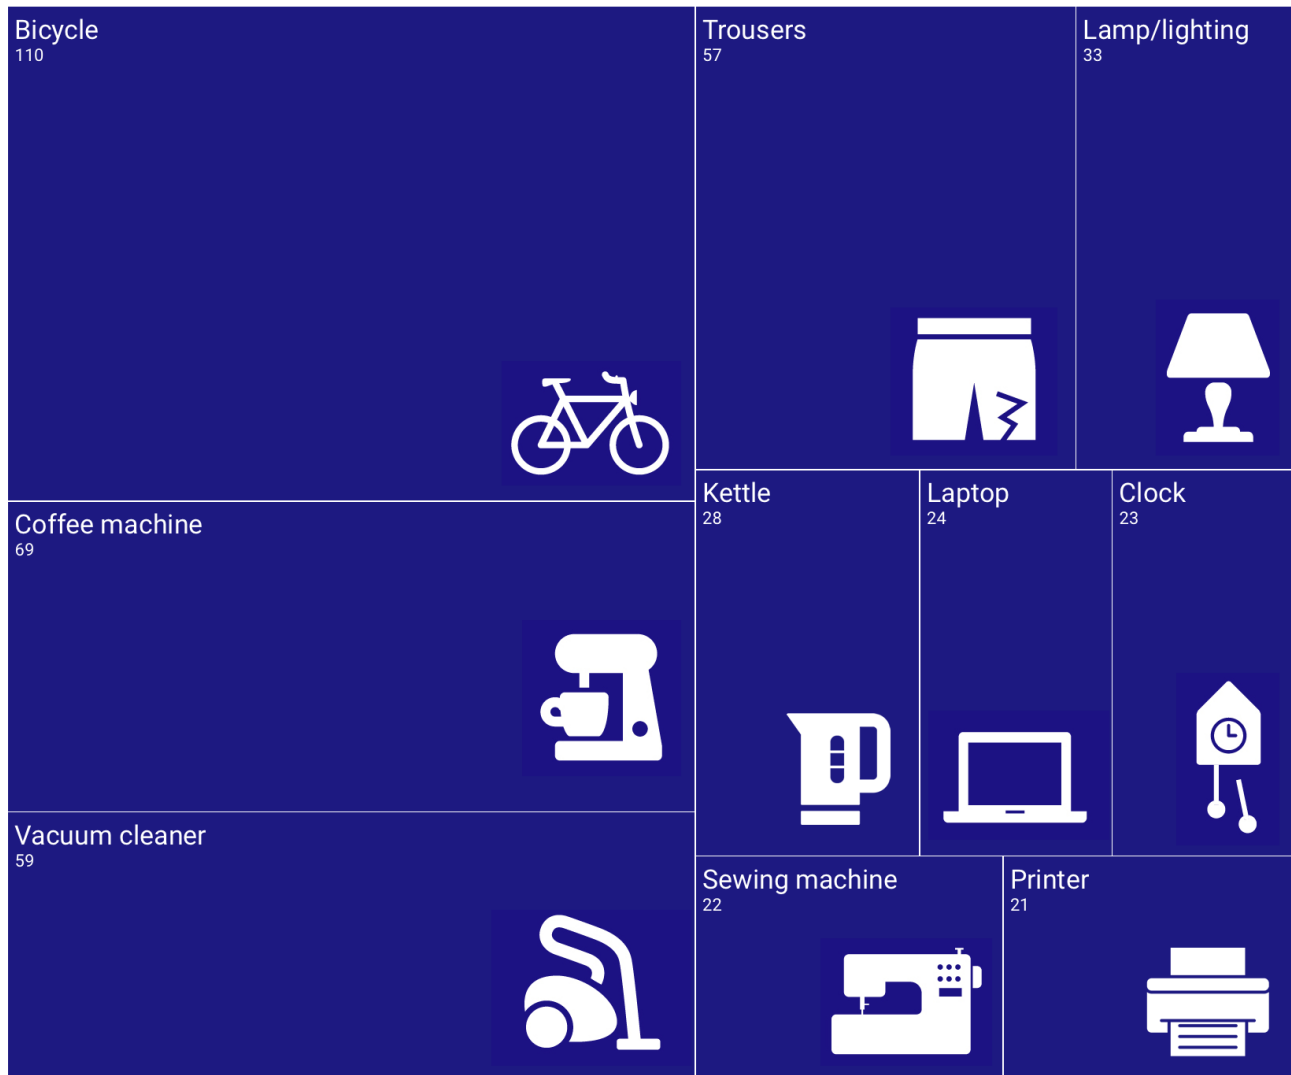 Bicycle
110
Trousers
57
Lamp/lighting
33
Coffee machine
69
Kettle
28
Laptop
24
Clock
23
Vacuum cleaner
59
Sewing machine
22
Printer
21